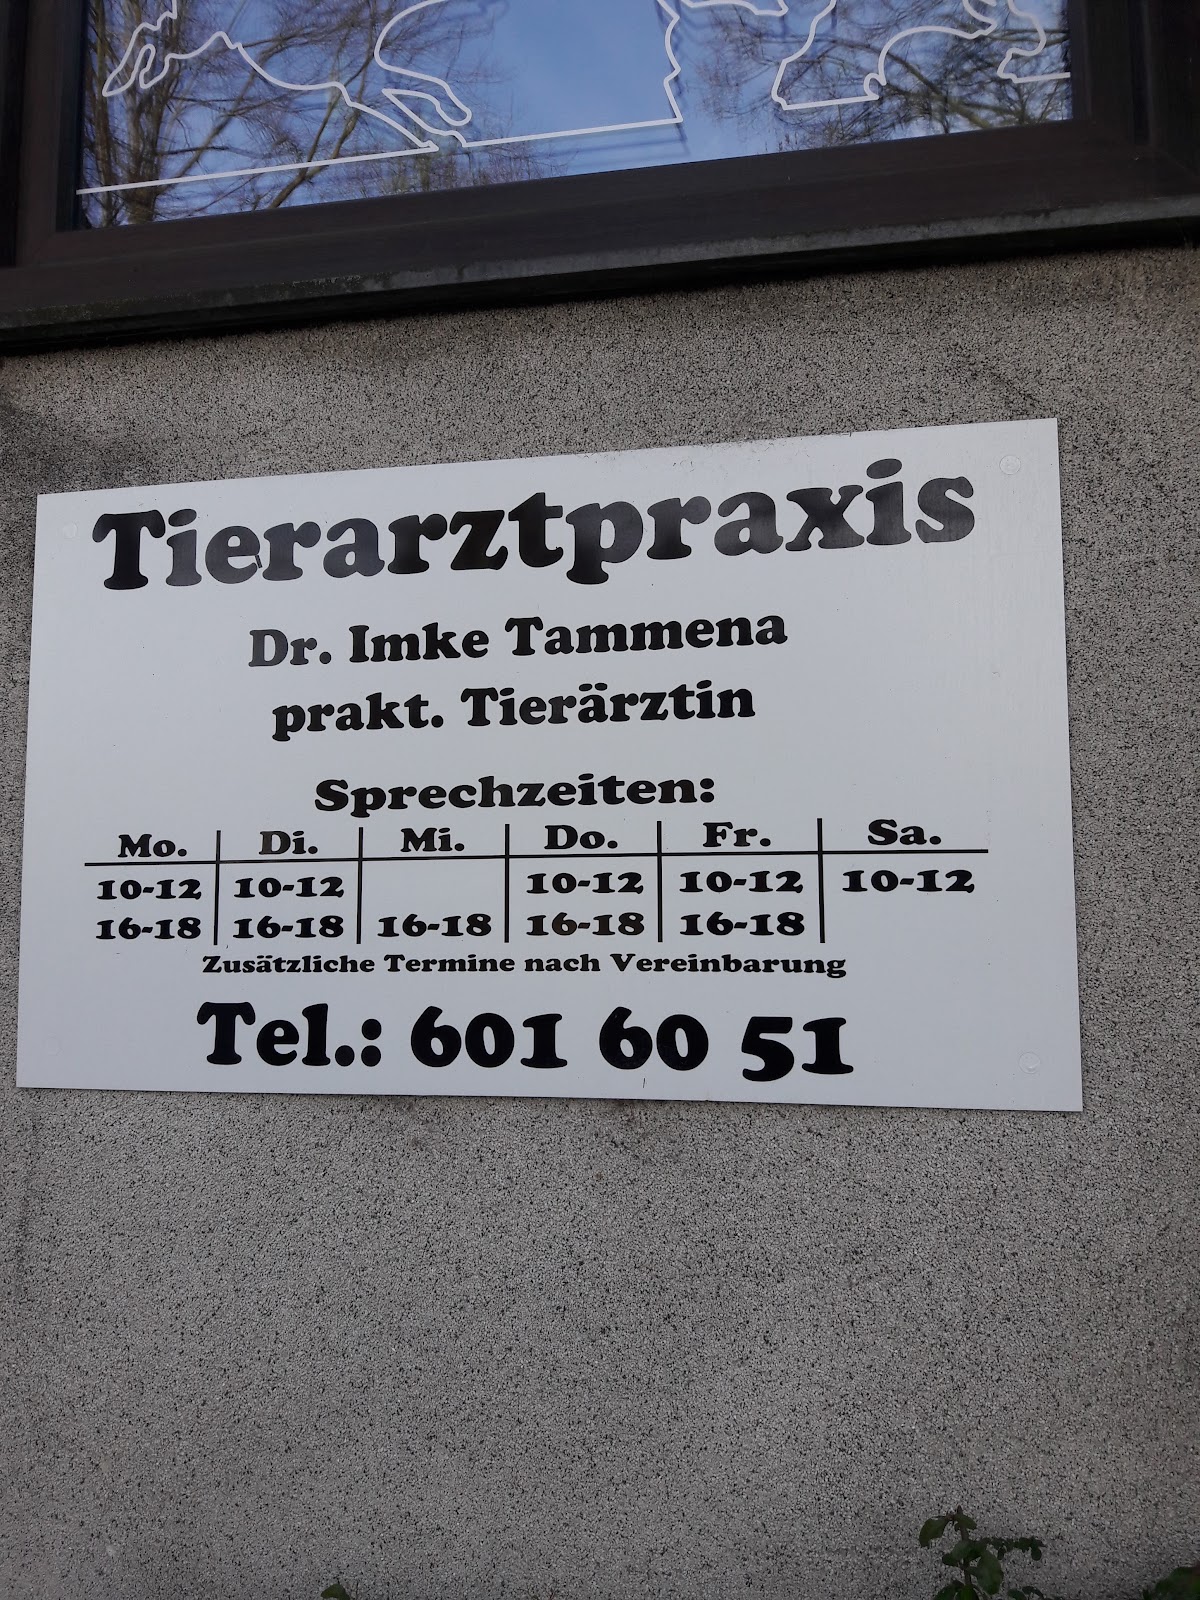 Tierarztpraxis
Dr. Imke Tammena
prakt. Tierärztin
Sprechzeiten:
Mo. Di. Mi. Do. Fr. Sa.
10-12 10-12 10-12 10-12 10-12
16-18 16-18 16-18 16-18 16-18
Zusätzliche Termine nach Vereinbarung
Tel.: 601 60 51